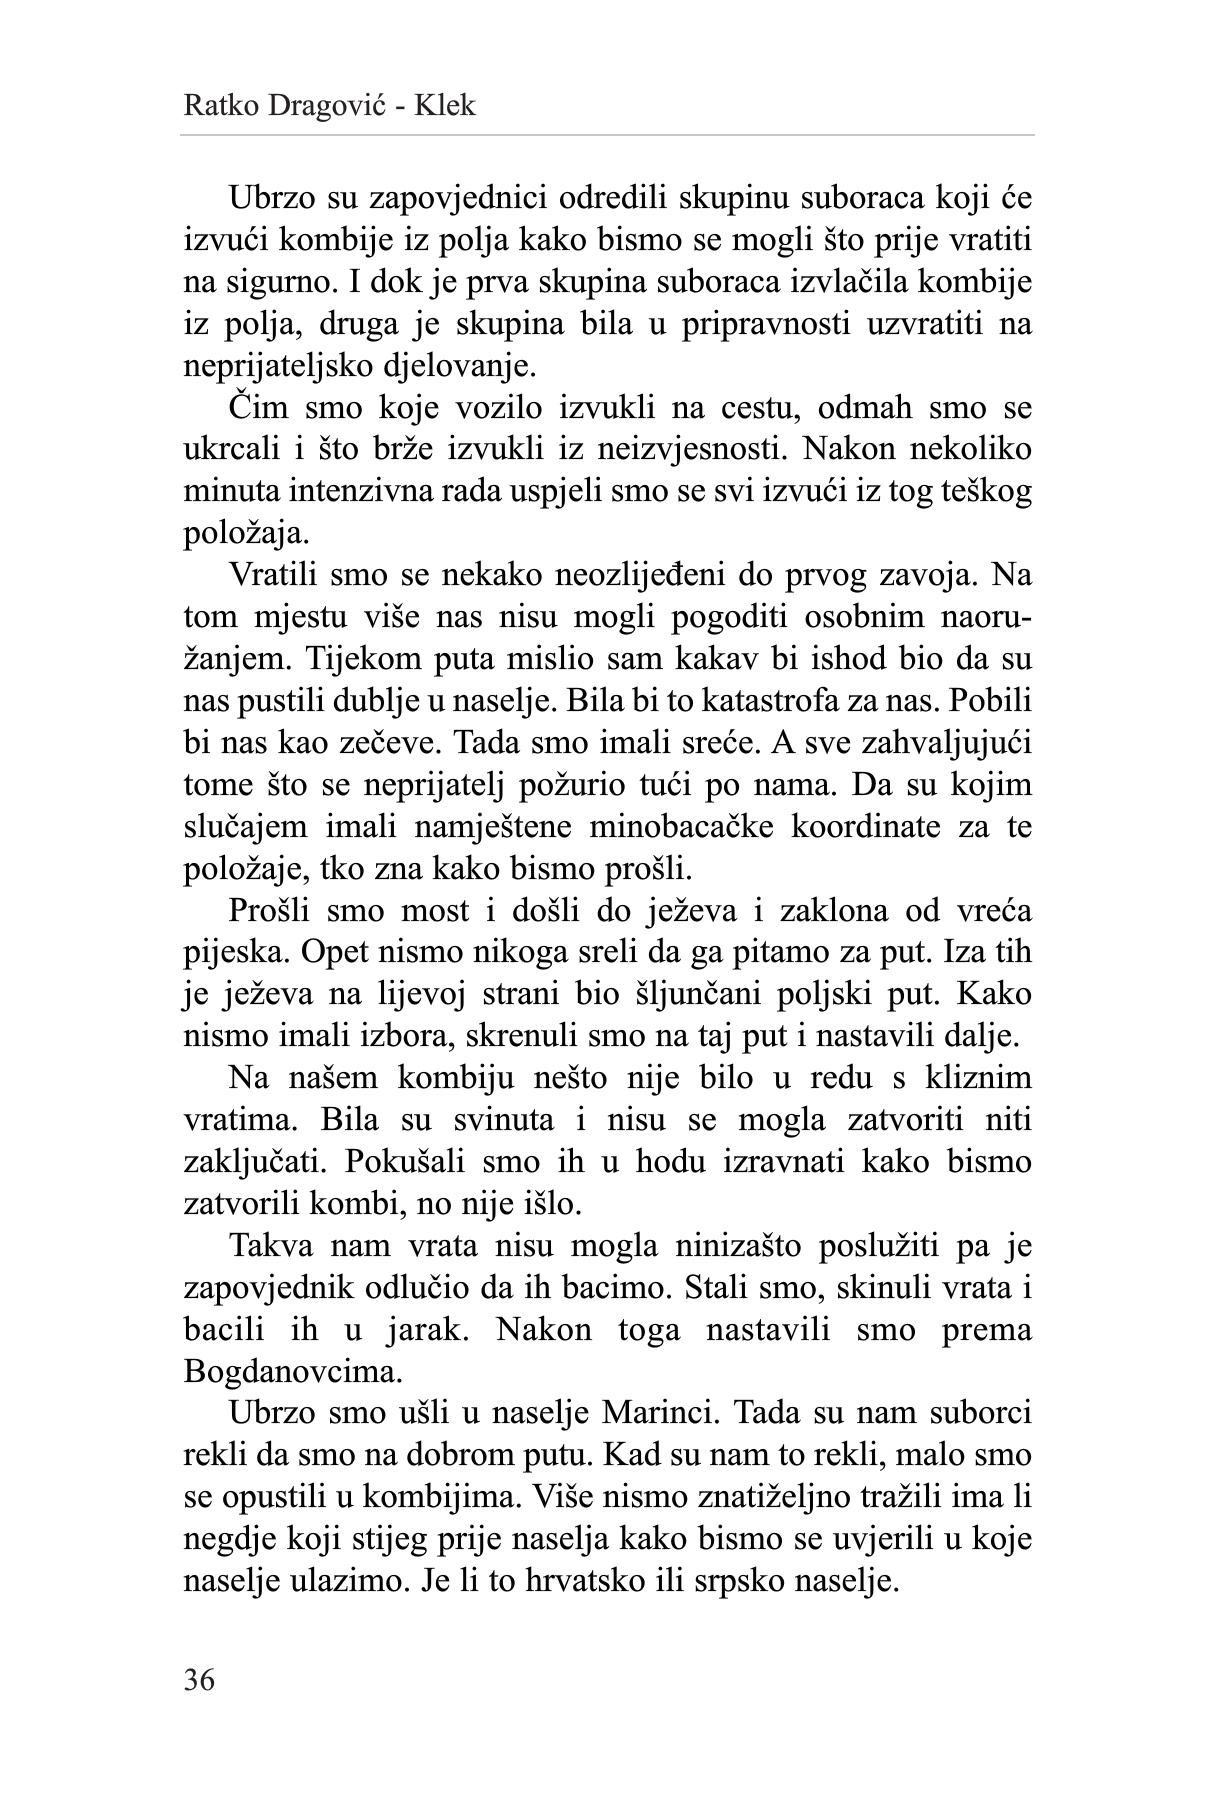 Ratko Dragović - Klek
Ubrzo su zapovjednici odredili skupinu suboraca koji će
izvući kombije iz polja kako bismo se mogli što prije vratiti
na sigurno. I dok je prva skupina suboraca izvlačila kombije
iz polja, druga je skupina bila u pripravnosti uzvratiti na
neprijateljsko djelovanje.
Čim smo koje vozilo izvukli na cestu, odmah smo se
ukrcali i što brže izvukli iz neizvjesnosti. Nakon nekoliko
minuta intenzivna rada uspjeli smo se svi izvući iz tog teškog
položaja.
Vratili smo se nekako neozlijeđeni do prvog zavoja. Na
tom mjestu više nas nisu mogli pogoditi osobnim naoru-
žanjem. Tijekom puta mislio sam kakav bi ishod bio da su
nas pustili dublje u naselje. Bila bi to katastrofa za nas. Pobili
bi nas kao zečeve. Tada smo imali sreće. A sve zahvaljujući
tome što se neprijatelj požurio tući po nama. Da su kojim
slučajem imali namještene minobacačke koordinate za te
položaje, tko zna kako bismo prošli.
Prošli smo most i došli do ježeva i zaklona od vreća
pijeska. Opet nismo nikoga sreli da ga pitamo za put. Iza tih
je ježeva na lijevoj strani bio šljunčani poljski put. Kako
nismo imali izbora, skrenuli smo na taj put i nastavili dalje.
Na našem kombiju nešto nije bilo u redu s kliznim
vratima. Bila su svinuta i nisu se mogla zatvoriti niti
zaključati. Pokušali smo ih u hodu izravnati kako bismo
zatvorili kombi, no nije išlo.
Takva nam vrata nisu mogla ninizašto poslužiti pa je
zapovjednik odlučio da ih bacimo. Stali smo, skinuli vrata i
bacili ih u jarak. Nakon toga nastavili smo prema
Bogdanovcima.
Ubrzo smo ušli u naselje Marinci. Tada su nam suborci
rekli da smo na dobrom putu. Kad su nam to rekli, malo smo
se opustili u kombijima. Više nismo znatiželjno tražili ima li
negdje koji stijeg prije naselja kako bismo se uvjerili u koje
naselje ulazimo. Je li to hrvatsko ili srpsko naselje.
36